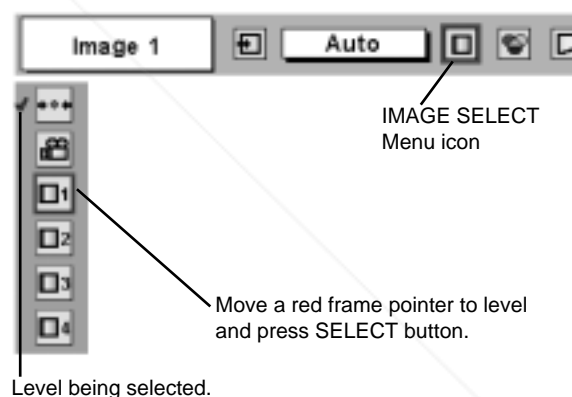 Image 1 Auto
IMAGE SELECT
Menu icon
1
2
3
4
Move a red frame pointer to level
and press SELECT button.
Level being selected.